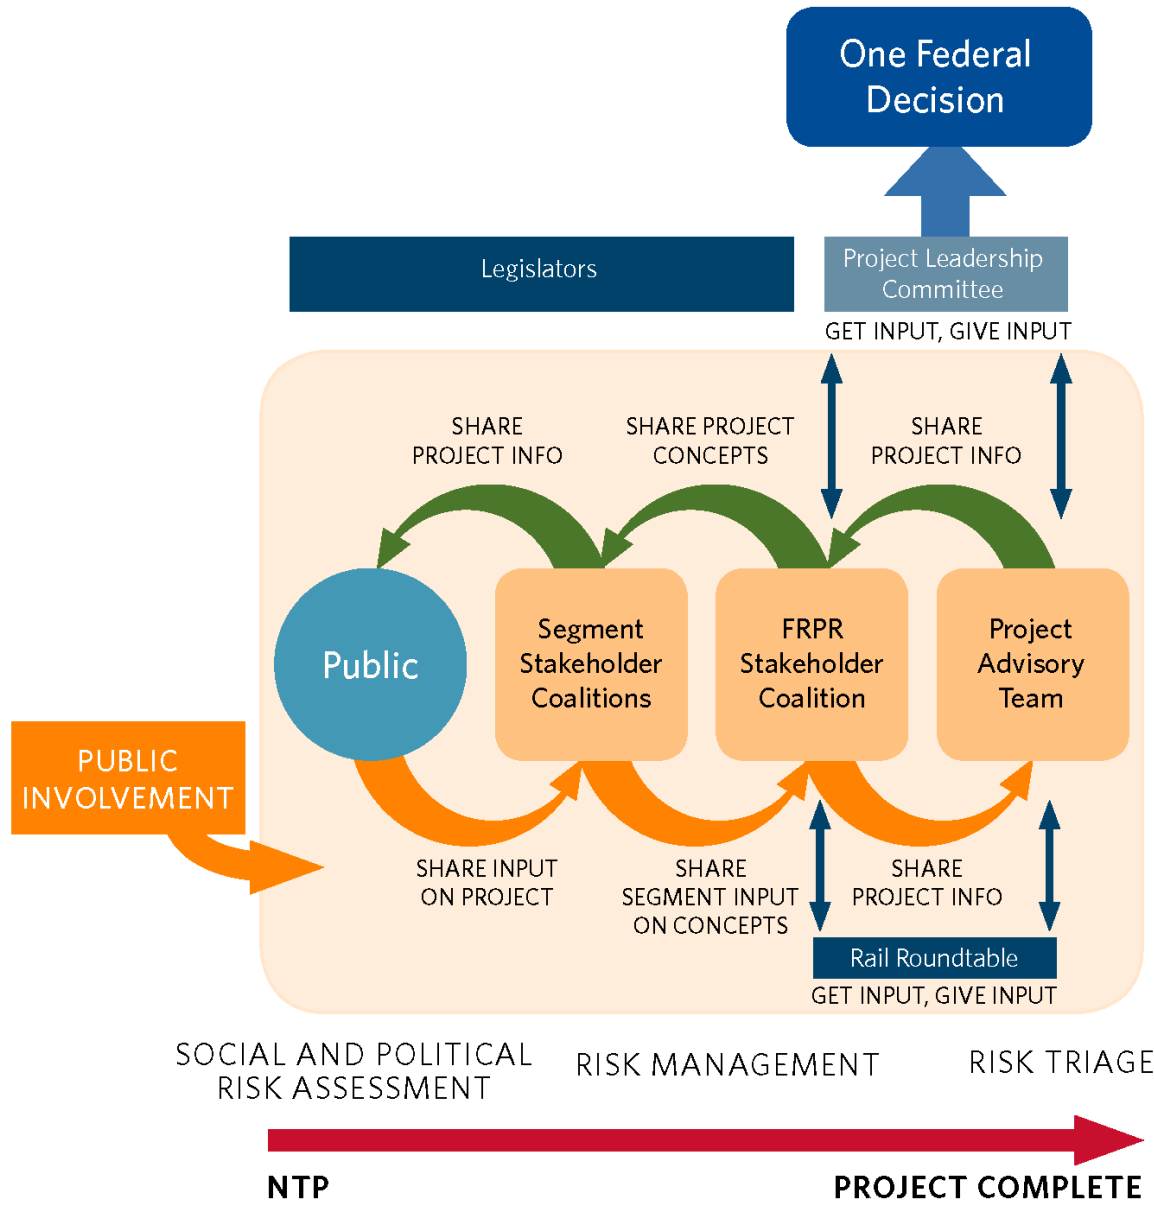 One Federal
Decision
Legislators
Project Leadership
Committee
GET INPUT, GIVE INPUT
SHARE
PROJECT INFO
SHARE PROJECT
CONCEPTS
SHARE
PROJECT INFO
Public
Segment
Stakeholder
Coalitions
FRPR
Stakeholder
Coalition
Project
Advisory
Team
PUBLIC
INVOLVEMENT
SHARE INPUT
ON PROJECT
SHARE
SEGMENT INPUT
ON CONCEPTS
SHARE
PROJECT INFO
Rail Roundtable
GET INPUT, GIVE INPUT
SOCIAL AND POLITICAL
RISK ASSESSMENT
RISK MANAGEMENT
RISK TRIAGE
NTP
PROJECT COMPLETE